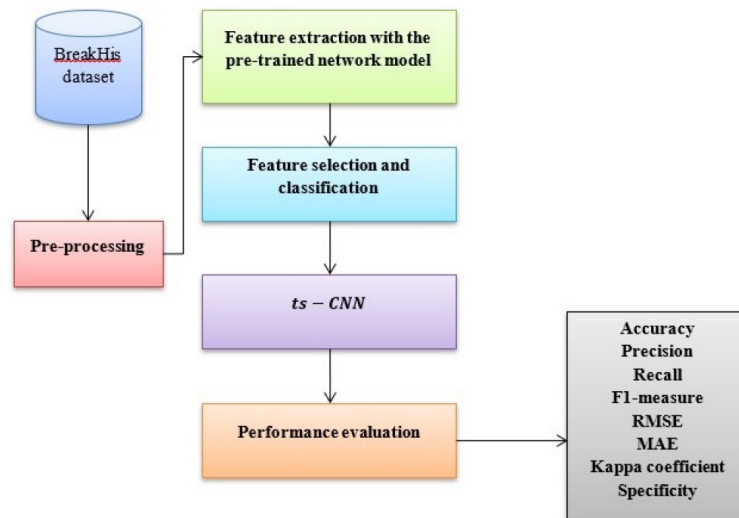 BreakHis
dataset
Pre-processing
Feature extraction with the
pre-trained network model
Feature selection and
classification
ts − CNN
Performance evaluation
Accuracy
Precision
Recall
F1-measure
RMSE
MAE
Kappa coefficient
Specificity